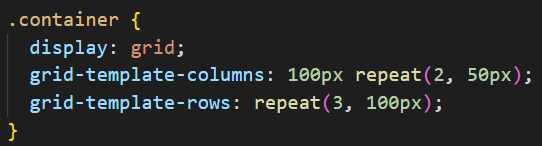 .container {
  display: grid;
  grid-template-columns: 100px repeat(2, 50px);
  grid-template-rows: repeat(3, 100px);
}